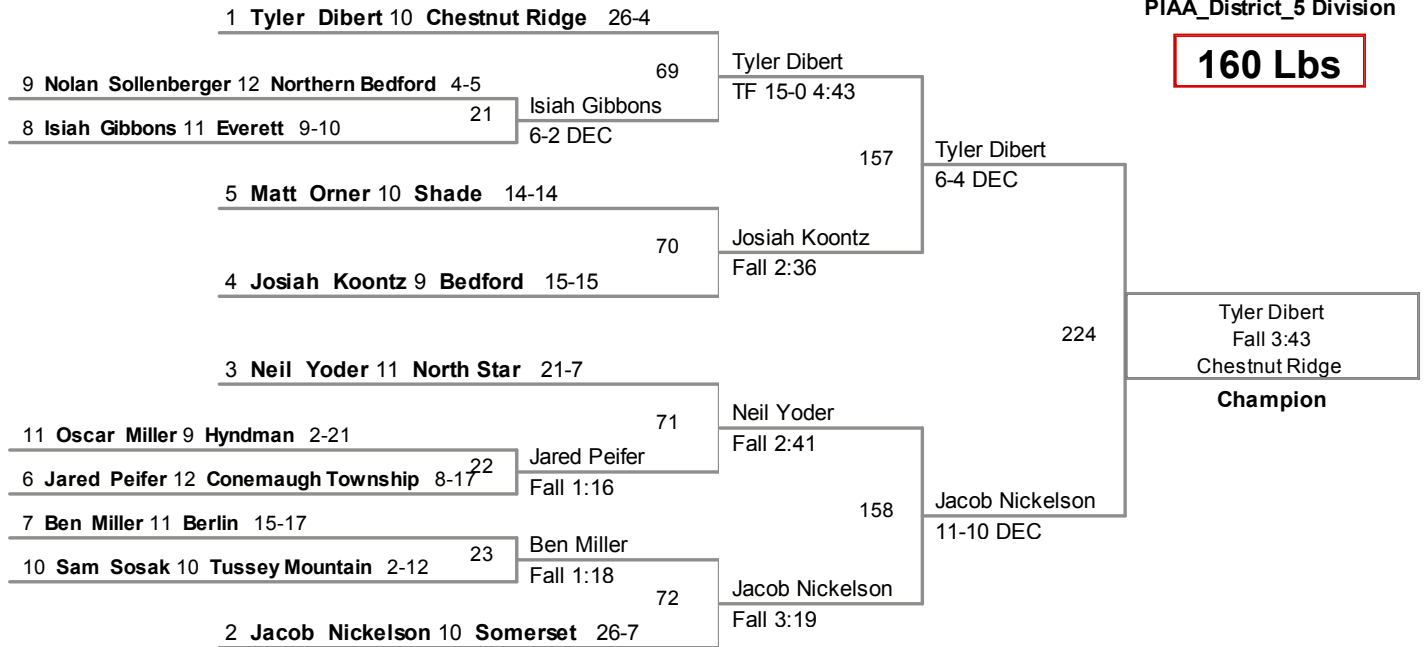 PIAA_District_5 Division
160 Lbs
1 Tyler Dibert 10 Chestnut Ridge 26-4
69
Tyler Dibert
TF 15-0 4:43
9 Nolan Sollenberger 12 Northern Bedford 4-5
21
Isiah Gibbons
6-2 DEC
8 Isiah Gibbons 11 Everett 9-10
157
Tyler Dibert
6-4 DEC
5 Matt Orner 10 Shade 14-14
70
Josiah Koontz
Fall 2:36
4 Josiah Koontz 9 Bedford 15-15
224
Tyler Dibert
Fall 3:43
Chestnut Ridge
Champion
3 Neil Yoder 11 North Star 21-7
71
Neil Yoder
Fall 2:41
11 Oscar Miller 9 Hyndman 2-21
22
Jared Peifer
Fall 1:16
6 Jared Peifer 12 Conemaugh Township 8-17
158
Jacob Nickelson
11-10 DEC
7 Ben Miller 11 Berlin 15-17
23
Ben Miller
Fall 1:18
10 Sam Sosak 10 Tussey Mountain 2-12
72
Jacob Nickelson
Fall 3:19
2 Jacob Nickelson 10 Somerset 26-7